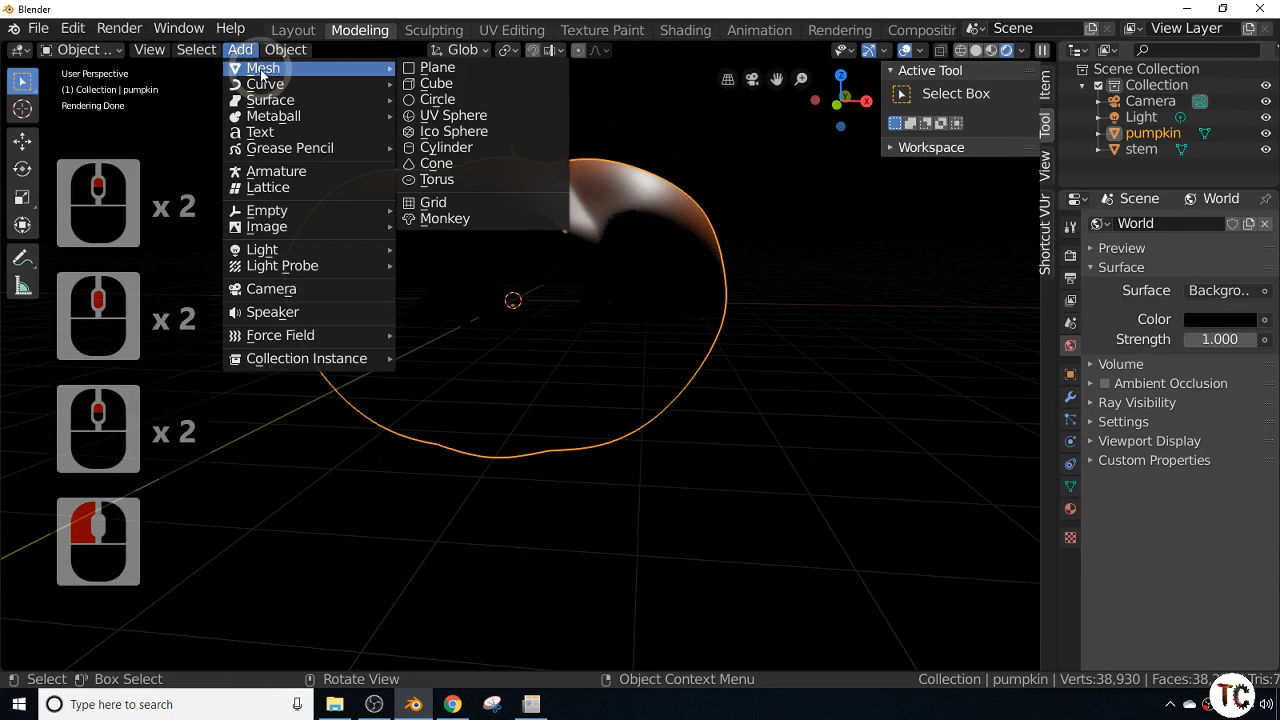 Blender
File Edit Render Window Help Layout Modeling Sculpting UV Editing Texture Paint Shading Animation Rendering Compositin Scene View Layer
Object .. View Select Add Object Glob
User Perspective
(1) Collection | pumpkin
Rendering Done
Mesh
Curve
Surface
Metaball
Text
Grease Pencil
Armature
Lattice
Empty
Image
Light
Light Probe
Camera
Speaker
Force Field
Collection Instance
Plane
Cube
Circle
UV Sphere
Ico Sphere
Cylinder
Cone
Torus
Grid
Monkey
x 2
x 2
x 2
Z
X
Y
Active Tool
Select Box
Workspace
Item
Tool
View
Shortcut VUr
Scene Collection
Collection
Camera
Light
pumpkin
stem
Scene World
World
Preview
Surface
Surface Backgro..
Color
Strength 1.000
Volume
Ambient Occlusion
Ray Visibility
Settings
Viewport Display
Custom Properties
Select Box Select Rotate View Object Context Menu Collection | pumpkin | Verts:38,930 | Faces:38, Tris:7
Type here to search
TC